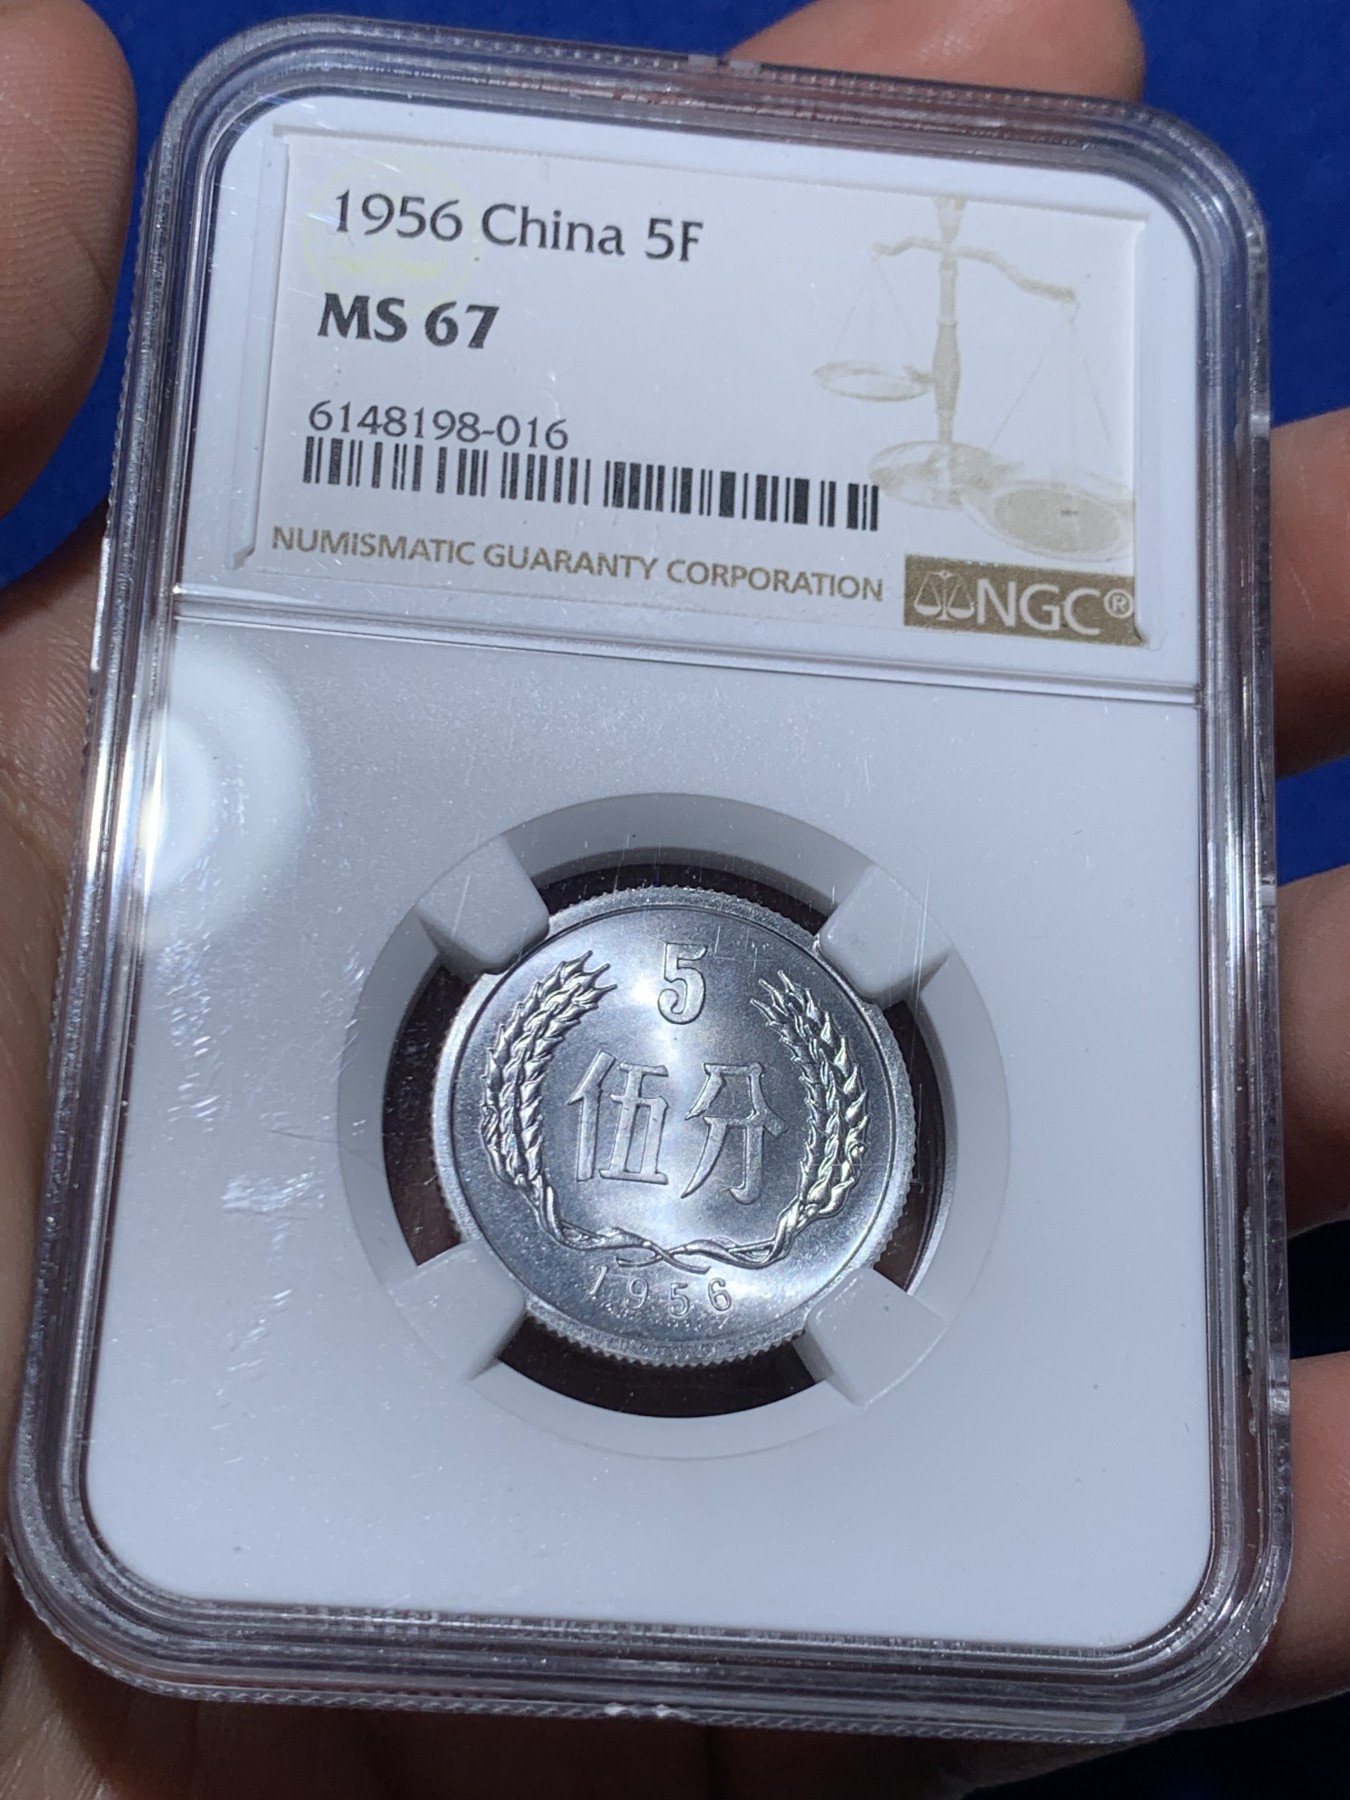 1956 China 5F
MS 67
6148198-016
NUMISMATIC GUARANTY CORPORATION
NGC®
5
伍分
1956